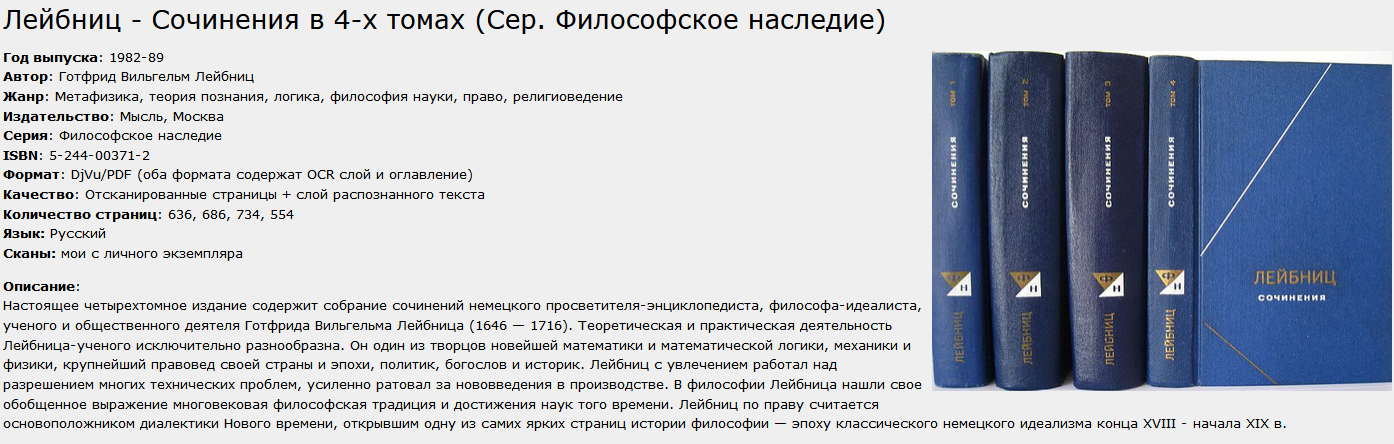 Лейбниц - Сочинения в 4-х томах (Сер. Философское наследие)
Год выпуска: 1982-89
Автор: Готфрид Вильгельм Лейбниц
Жанр: Метафизика, теория познания, логика, философия науки, право, религиоведение
Издательство: Мысль, Москва
Серия: Философское наследие
ISBN: 5-244-00371-2
Формат: DjVu/PDF (оба формата содержат OCR слой и оглавление)
Качество: Отсканированные страницы + слой распознанного текста
Количество страниц: 636, 686, 734, 554
Язык: Русский
Сканы: мои с личного экземпляра
Описание:
Настоящее четырехтомное издание содержит собрание сочинений немецкого просветителя-энциклопедиста, философа-идеалиста,
ученого и общественного деятеля Готфрида Вильгельма Лейбница (1646 — 1716). Теоретическая и практическая деятельность
Лейбница-ученого исключительно разнообразна. Он один из творцов новейшей математики и математической логики, механики и
физики, крупнейший правовед своей страны и эпохи, политик, богослов и историк. Лейбниц с увлечением работал над
разрешением многих технических проблем, усиленно ратовал за нововведения в производстве. В философии Лейбница нашли свое
обобщенное выражение многовековая философская традиция и достижения наук того времени. Лейбниц по праву считается
основоположником диалектики Нового времени, открывшим одну из самих ярких страниц истории философии — эпоху классического немецкого идеализма конца XVIII - начала XIX в.
ТОМ 1
СОЧИНЕНИЯ
Ф Н
ЛЕЙБНИЦ
ТОМ 2
СОЧИНЕНИЯ
Ф Н
ЛЕЙБНИЦ
ТОМ 3
СОЧИНЕНИЯ
Ф Н
ЛЕЙБНИЦ
ТОМ 4
СОЧИНЕНИЯ
Ф Н
ЛЕЙБНИЦ
ЛЕЙБНИЦ
СОЧИНЕНИЯ